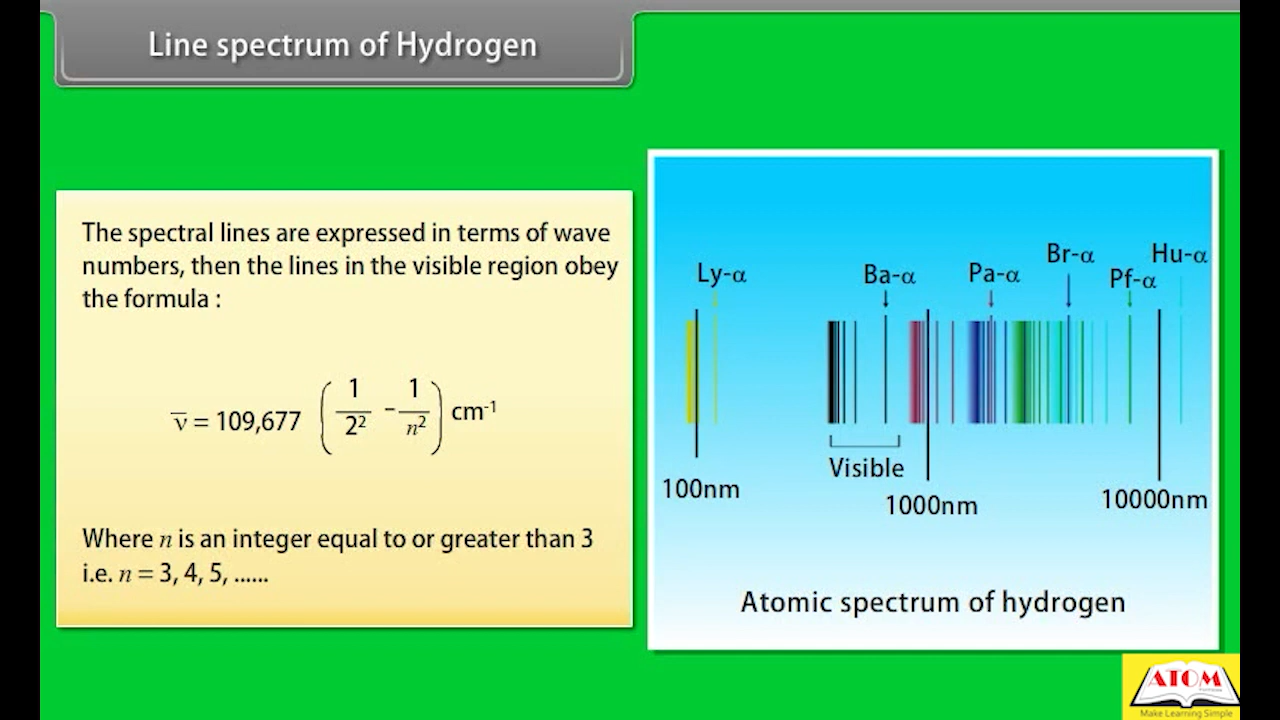 Line spectrum of Hydrogen
The spectral lines are expressed in terms of wave
numbers, then the lines in the visible region obey
the formula :
ν̅ = 109,677 (1/2² − 1/n²) cm⁻¹
Where n is an integer equal to or greater than 3
i.e. n = 3, 4, 5, ......
Ly-α
Ba-α
Pa-α
Br-α
Pf-α
Hu-α
Visible
100nm
1000nm
10000nm
Atomic spectrum of hydrogen
ATOM
Make Learning Simple